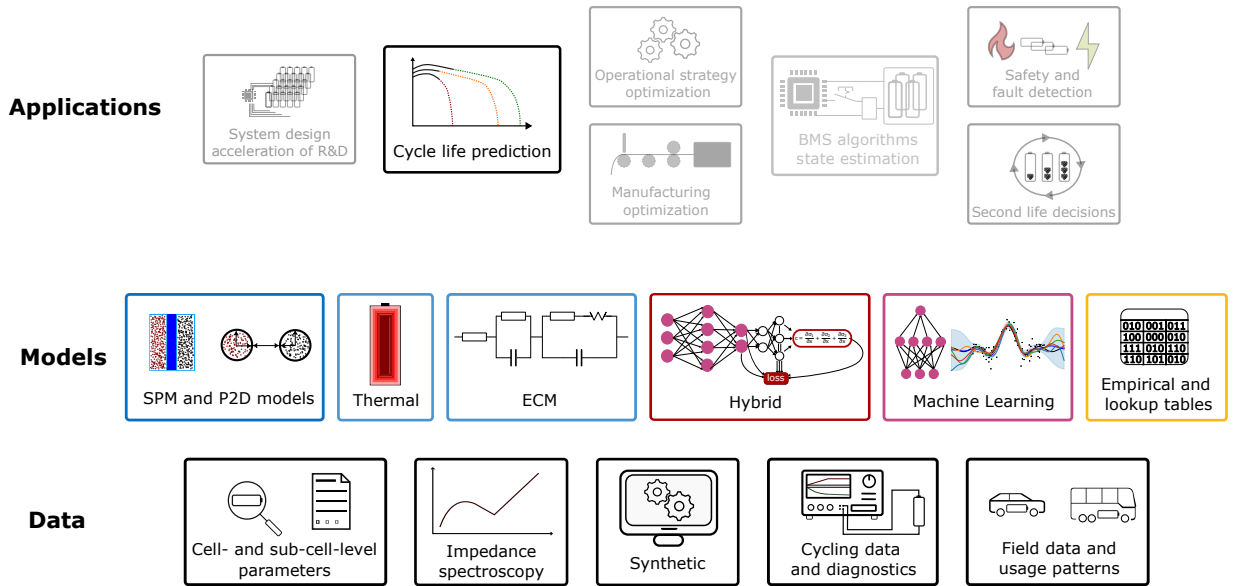 Applications
System design
acceleration of R&D
Cycle life prediction
Operational strategy
optimization
Manufacturing
optimization
BMS algorithms
state estimation
Safety and
fault detection
Second life decisions
Models
SPM and P2D models
Thermal
ECM
loss
Hybrid
Machine Learning
010 001 011
100 000 010
111 010 110
110 101 010
Empirical and
lookup tables
Data
Cell- and sub-cell-level
parameters
Impedance
spectroscopy
Synthetic
Cycling data
and diagnostics
Field data and
usage patterns